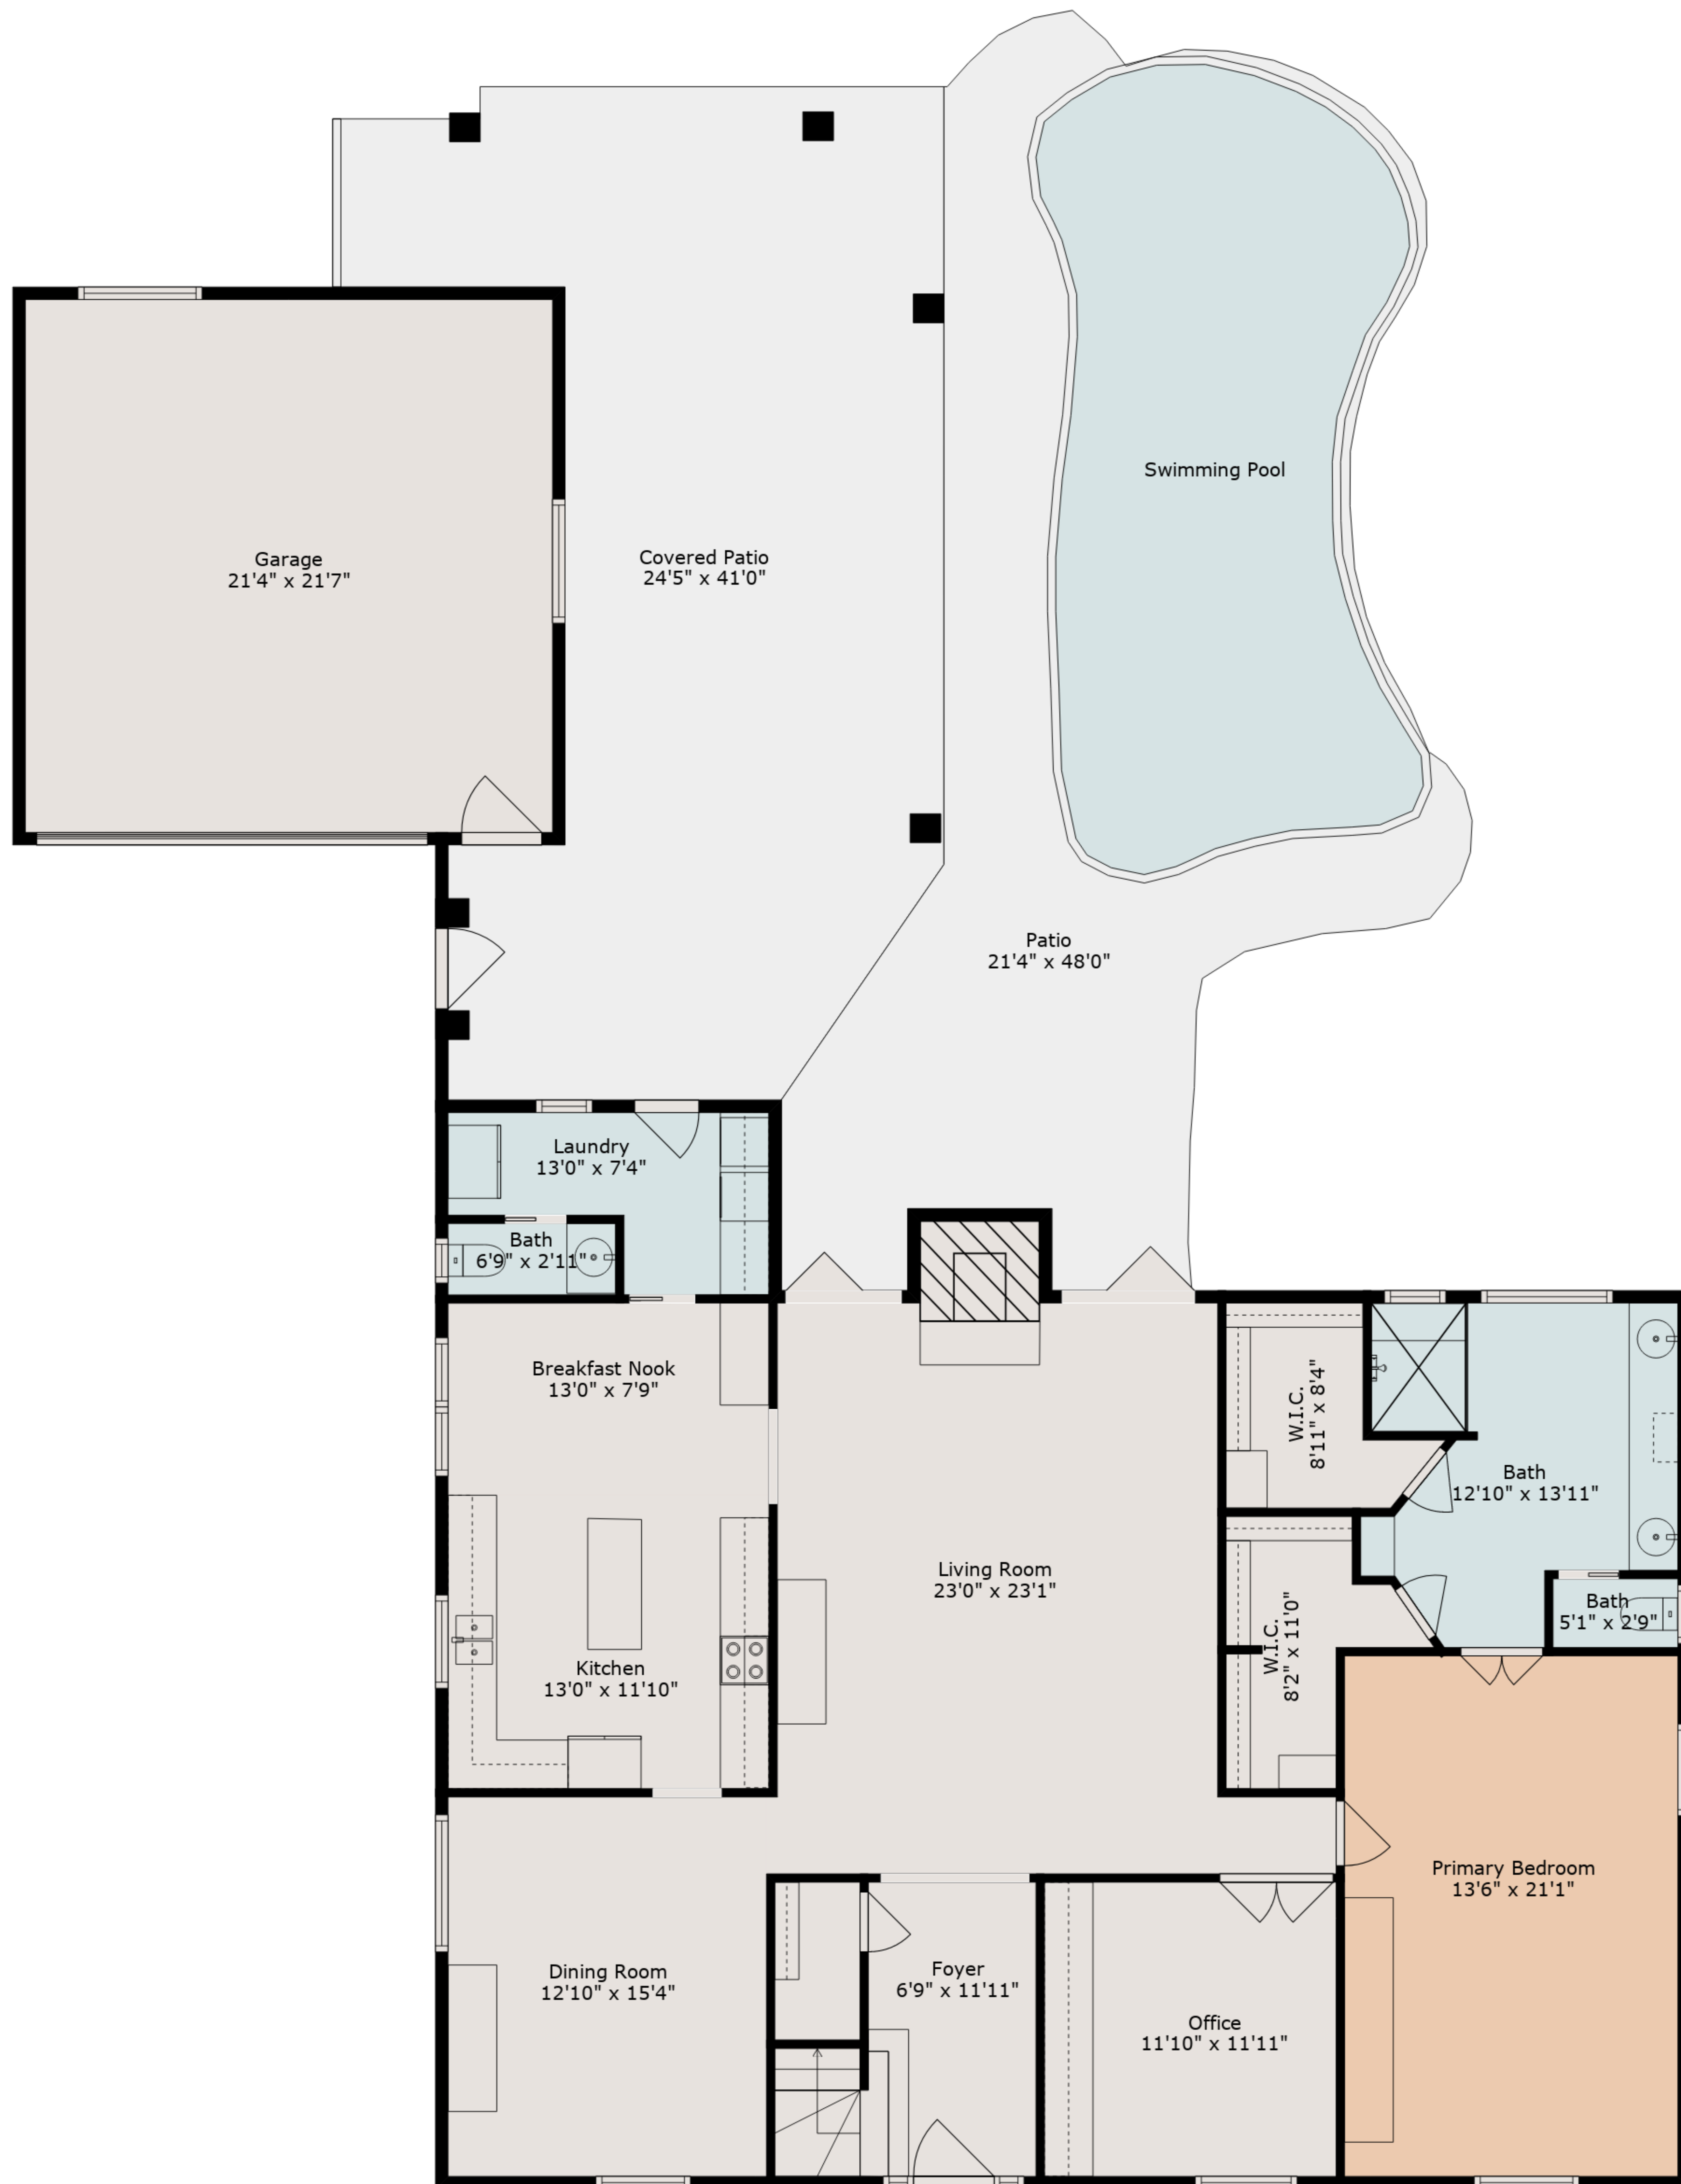 Swimming Pool
Garage
21'4" x 21'7"
Covered Patio
24'5" x 41'0"
Patio
21'4" x 48'0"
Laundry
13'0" x 7'4"
Bath
6'9" x 2'11"
Breakfast Nook
13'0" x 7'9"
W.I.C.
8'11" x 8'4"
Bath
12'10" x 13'11"
Living Room
23'0" x 23'1"
W.I.C.
8'2" x 11'0"
Bath
5'1" x 2'9"
Kitchen
13'0" x 11'10"
Primary Bedroom
13'6" x 21'1"
Dining Room
12'10" x 15'4"
Foyer
6'9" x 11'11"
Office
11'10" x 11'11"